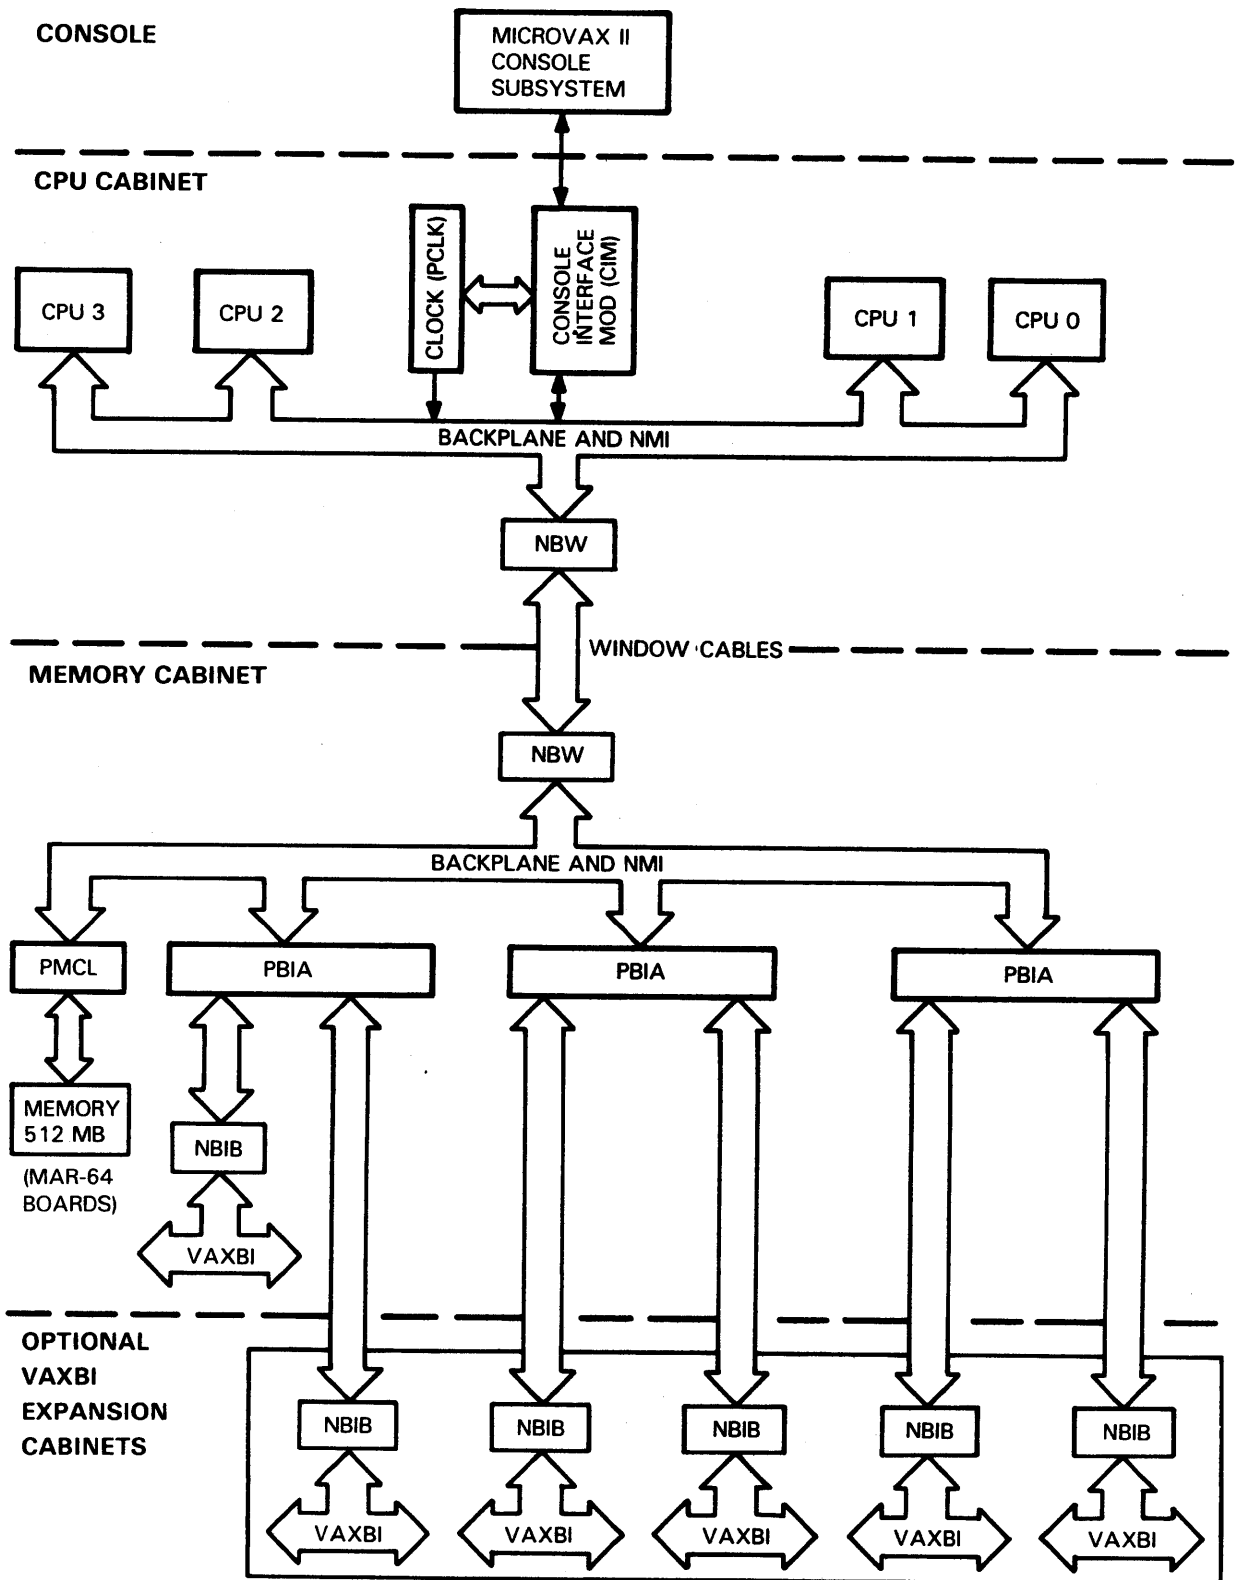 CONSOLE
MICROVAX II
CONSOLE
SUBSYSTEM
CPU CABINET
CLOCK (PCLK)
CONSOLE
INTERFACE
MOD (CIM)
CPU 3
CPU 2
CPU 1
CPU 0
BACKPLANE AND NMI
NBW
WINDOW CABLES
MEMORY CABINET
NBW
BACKPLANE AND NMI
PMCL
PBIA
PBIA
PBIA
MEMORY
512 MB
(MAR-64
BOARDS)
NBIB
VAXBI
OPTIONAL
VAXBI
EXPANSION
CABINETS
NBIB
NBIB
NBIB
NBIB
NBIB
VAXBI
VAXBI
VAXBI
VAXBI
VAXBI